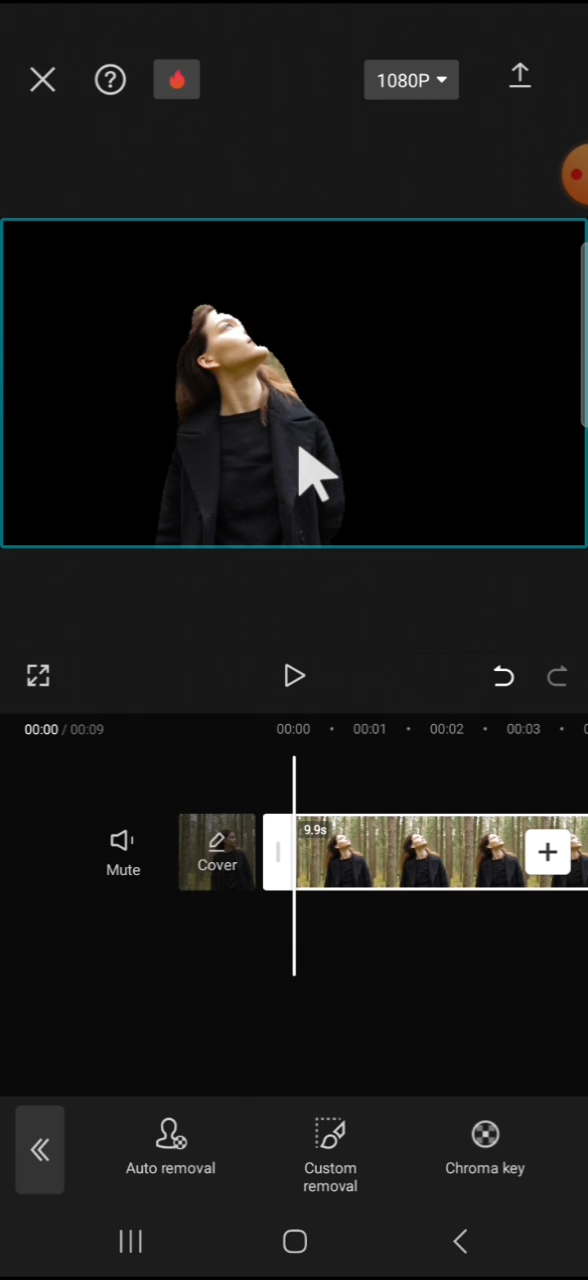 1080P
00:00 / 00:09
00:00
00:01
00:02
00:03
Mute
Cover
9.9s
Auto removal
Custom
removal
Chroma key